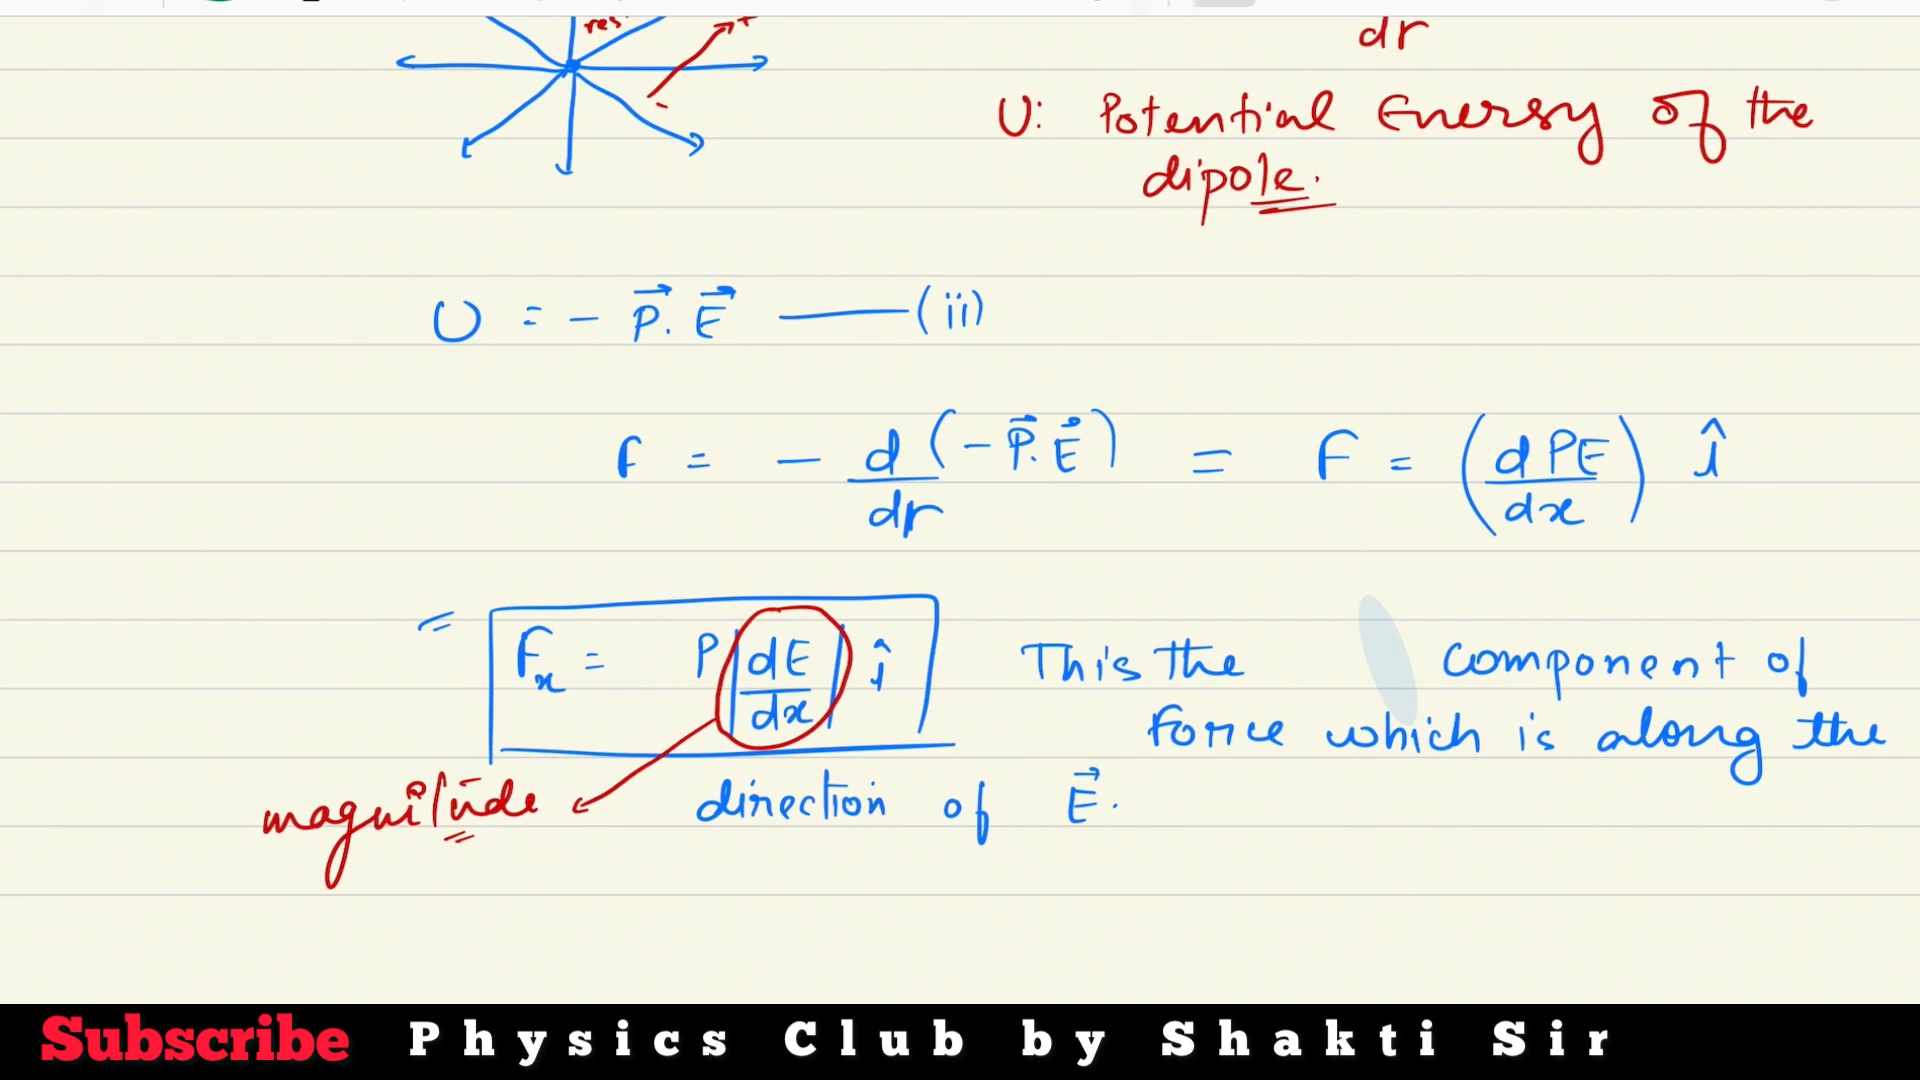 res
+
-
dr
U: Potential Energy of the
dipole.
U = - P⃗. E⃗ ——— (ii)
F = - d/dr (- P⃗. E⃗) = F = (dPE/dx) î
= Fx = P |dE/dx| î This the component of
force which is along the
magnitude direction of E⃗.
Subscribe Physics Club by Shakti Sir